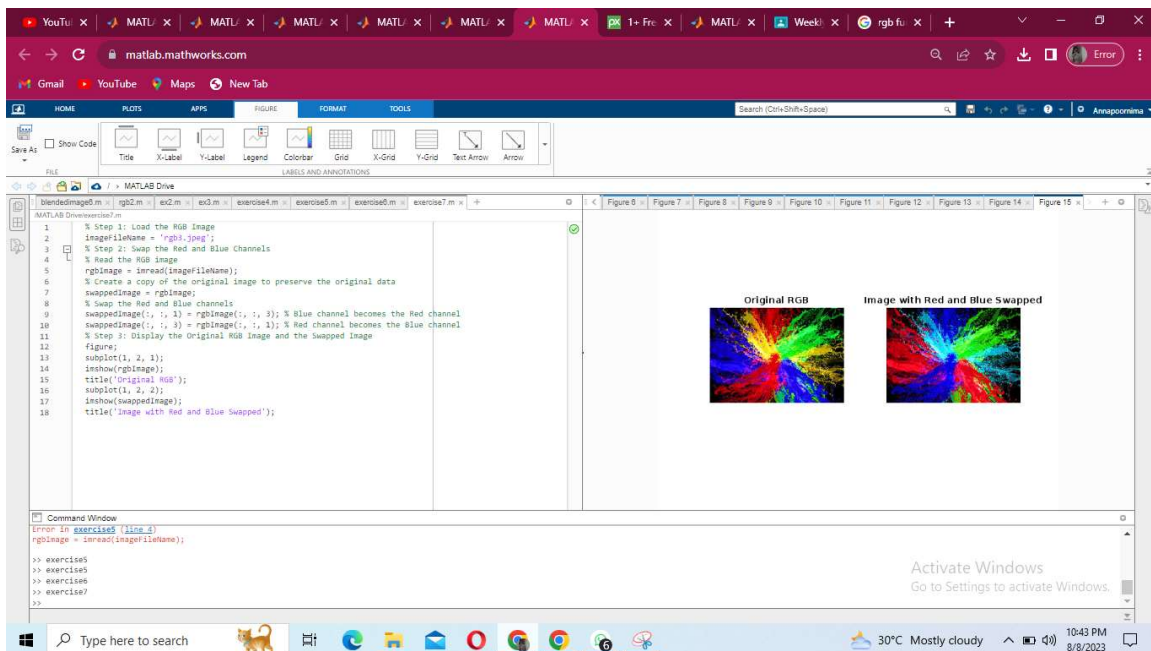 YouTu
MATL/
MATL/
MATL/
MATL/
MATL/
MATL/
px 1+ Fre
MATL/
Weekl
rgb fu
matlab.mathworks.com
Error
Gmail
YouTube
Maps
New Tab
HOME PLOTS APPS FIGURE FORMAT TOOLS
Search (Ctrl+Shift+Space)
Annapoornima
Save As
Show Code
Title X-Label Y-Label Legend Colorbar Grid X-Grid Y-Grid Text Arrow Arrow
FILE LABELS AND ANNOTATIONS
/ MATLAB Drive
blendedimage8.m rgb2.m ex2.m ex3.m exercise4.m exercise5.m exercise6.m exercise7.m
/MATLAB Drive/exercise7.m
1 % Step 1: Load the RGB Image
2 imageFileName = 'rgb3.jpeg';
3 % Step 2: Swap the Red and Blue Channels
4 % Read the RGB image
5 rgbImage = imread(imageFileName);
6 % Create a copy of the original image to preserve the original data
7 swappedImage = rgbImage;
8 % Swap the Red and Blue channels
9 swappedImage(:, :, 1) = rgbImage(:, :, 3); % Blue channel becomes the Red channel
10 swappedImage(:, :, 3) = rgbImage(:, :, 1); % Red channel becomes the Blue channel
11 % Step 3: Display the Original RGB Image and the Swapped Image
12 figure;
13 subplot(1, 2, 1);
14 imshow(rgbImage);
15 title('Original RGB');
16 subplot(1, 2, 2);
17 imshow(swappedImage);
18 title('Image with Red and Blue Swapped');
Figure 6 Figure 7 Figure 8 Figure 9 Figure 10 Figure 11 Figure 12 Figure 13 Figure 14 Figure 15
Original RGB
Image with Red and Blue Swapped
Command Window
Error in exercise5 (line 4)
rgbImage = imread(imageFileName);
>> exercise5
>> exercise5
>> exercise6
>> exercise7
>>
Activate Windows
Go to Settings to activate Windows.
Type here to search
30°C Mostly cloudy
10:43 PM
8/8/2023